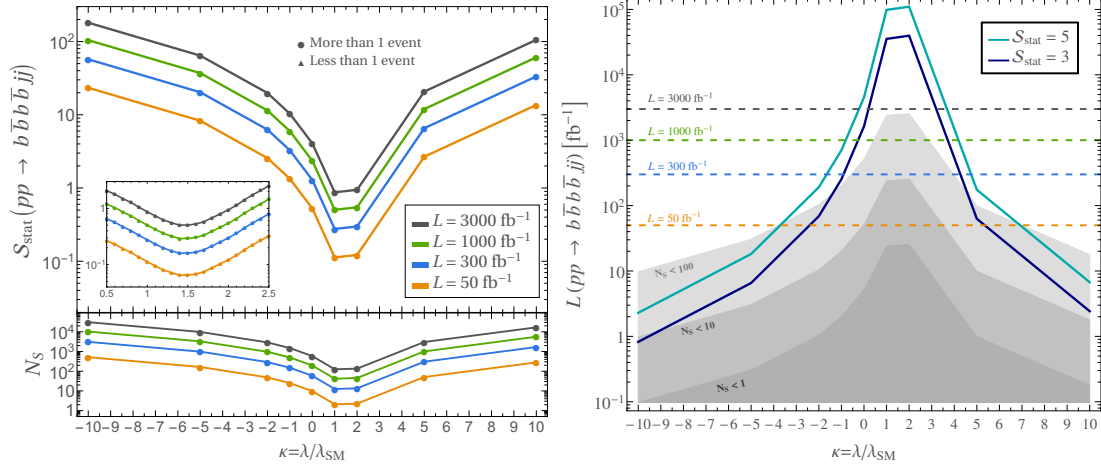 10²
10
1
10⁻¹
S_stat(pp → b b̅ b b̅ jj)
More than 1 event
Less than 1 event
1
10⁻¹
0.5 1 1.5 2 2.5
L = 3000 fb⁻¹
L = 1000 fb⁻¹
L = 300 fb⁻¹
L = 50 fb⁻¹
10⁴
10³
10²
10
1
N_S
−10 −9 −8 −7 −6 −5 −4 −3 −2 −1 0 1 2 3 4 5 6 7 8 9 10
κ=λ/λ_SM
10⁵
10⁴
10³
10²
10
1
10⁻¹
L(pp → b b̅ b b̅ jj) [fb⁻¹]
S_stat = 5
S_stat = 3
L = 3000 fb⁻¹
L = 1000 fb⁻¹
L = 300 fb⁻¹
L = 50 fb⁻¹
N_S < 100
N_S < 10
N_S < 1
−10 −9 −8 −7 −6 −5 −4 −3 −2 −1 0 1 2 3 4 5 6 7 8 9 10
κ=λ/λ_SM